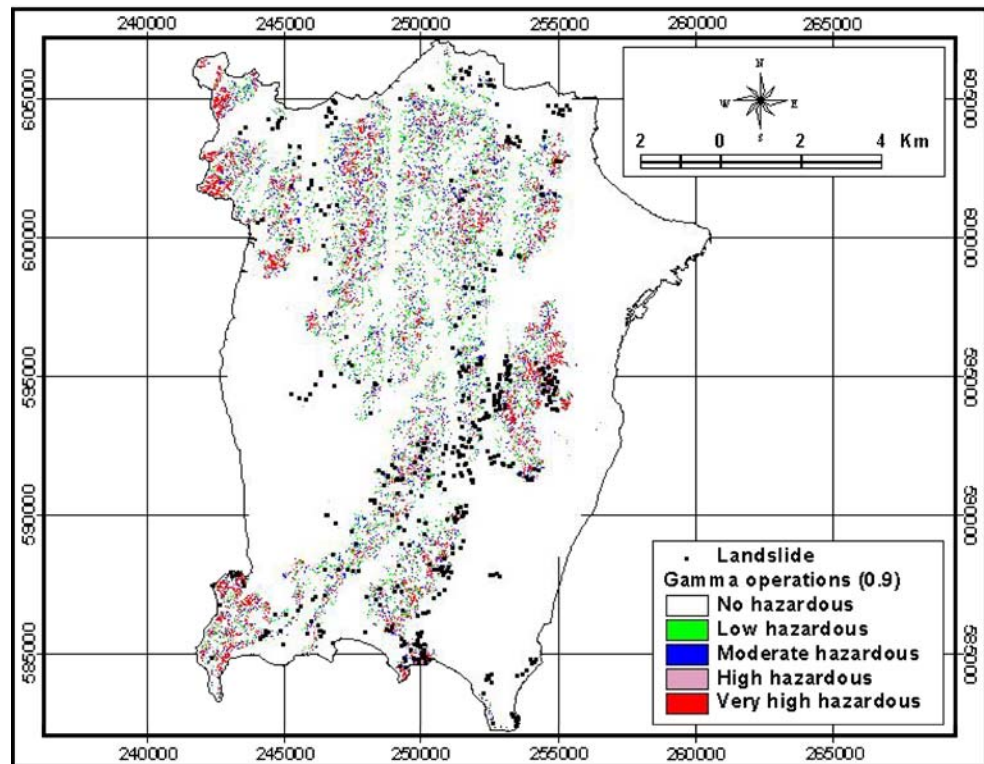 240000 245000 250000 255000 260000 265000
N
W E
S
2 0 2 4 Km
605000 605000
600000 600000
595000 595000
590000 590000
585000 585000
Landslide
Gamma operations (0.9)
No hazardous
Low hazardous
Moderate hazardous
High hazardous
Very high hazardous
240000 245000 250000 255000 260000 265000